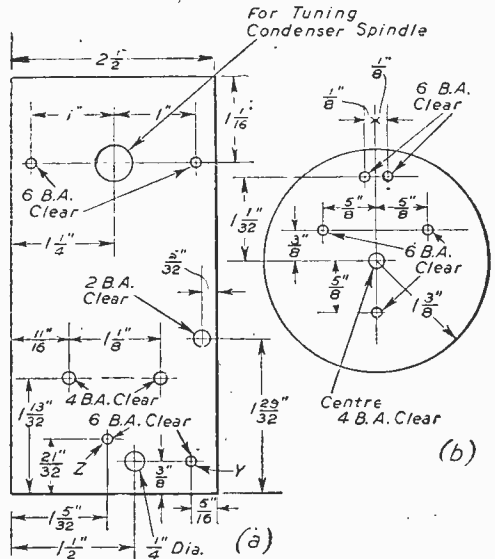 For Tuning
Condenser Spindle
2 1/2"
1"
1"
1 1/16"
6 B.A.
Clear
1 1/4"
5/32"
2 B.A.
Clear
11/16"
1 1/8"
4 B.A. Clear
1 13/32"
6 B.A. Clear
21/32"
Z
3/8"
Y
1 29/32"
5/16"
1 5/32"
1 1/2"
1/4" Dia.
(a)
1/8"
1/8"
6 B.A.
Clear
1 1/32"
5/8"
5/8"
3/8"
6 B.A.
Clear
5/8"
1 3/8"
Centre
4 B.A. Clear
(b)